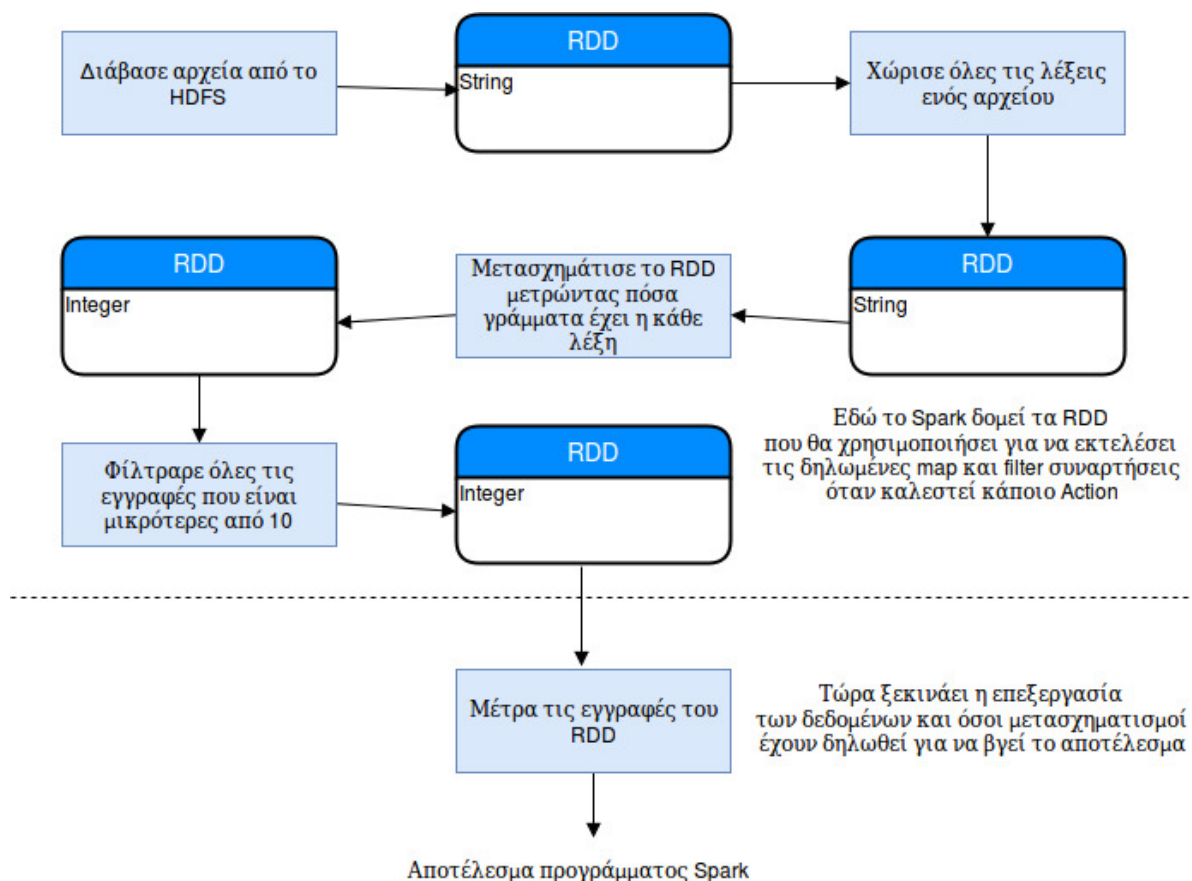 Διάβασε αρχεία από το
HDFS
RDD
String
Χώρισε όλες τις λέξεις
ενός αρχείου
RDD
String
Μετασχημάτισε το RDD
μετρώντας πόσα
γράμματα έχει η κάθε
λέξη
RDD
Integer
Εδώ το Spark δομεί τα RDD
που θα χρησιμοποιήσει για να εκτελέσει
τις δηλωμένες map και filter συναρτήσεις
όταν καλεστεί κάποιο Action
Φίλτραρε όλες τις
εγγραφές που είναι
μικρότερες από 10
RDD
Integer
Μέτρα τις εγγραφές του
RDD
Τώρα ξεκινάει η επεξεργασία
των δεδομένων και όσοι μετασχηματισμοί
έχουν δηλωθεί για να βγεί το αποτέλεσμα
Αποτέλεσμα προγράμματος Spark